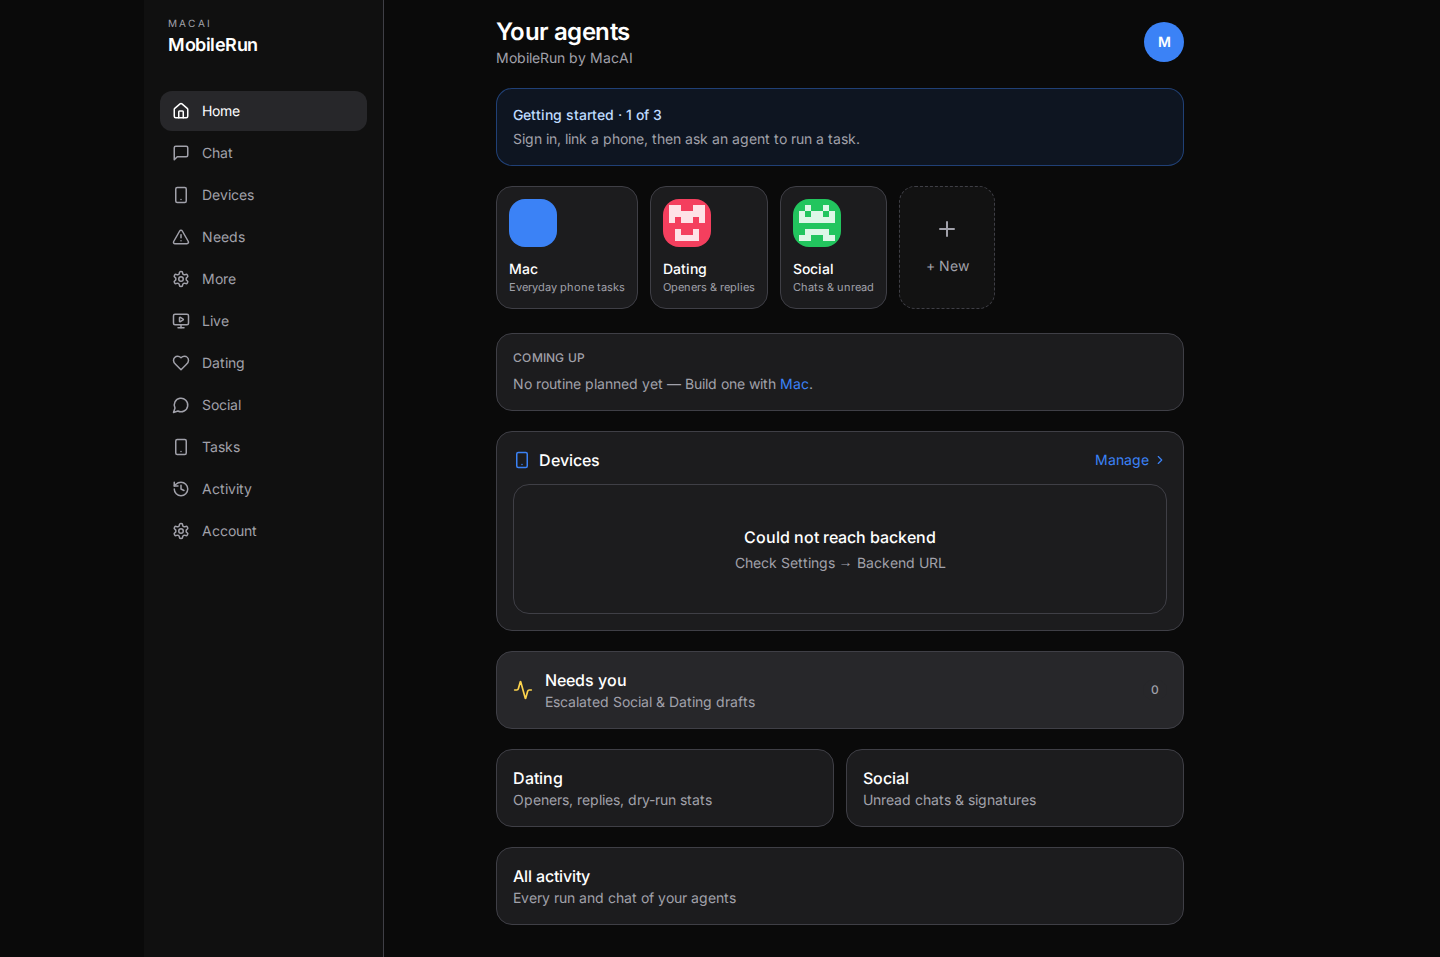 MACAI
MobileRun
Home
Chat
Devices
Needs
More
Live
Dating
Social
Tasks
Activity
Account
Your agents
MobileRun by MacAI
M
Getting started · 1 of 3
Sign in, link a phone, then ask an agent to run a task.
Mac
Everyday phone tasks
Dating
Openers & replies
Social
Chats & unread
+ New
COMING UP
No routine planned yet — Build one with Mac.
Devices
Manage
Could not reach backend
Check Settings → Backend URL
Needs you
Escalated Social & Dating drafts
0
Dating
Openers, replies, dry-run stats
Social
Unread chats & signatures
All activity
Every run and chat of your agents